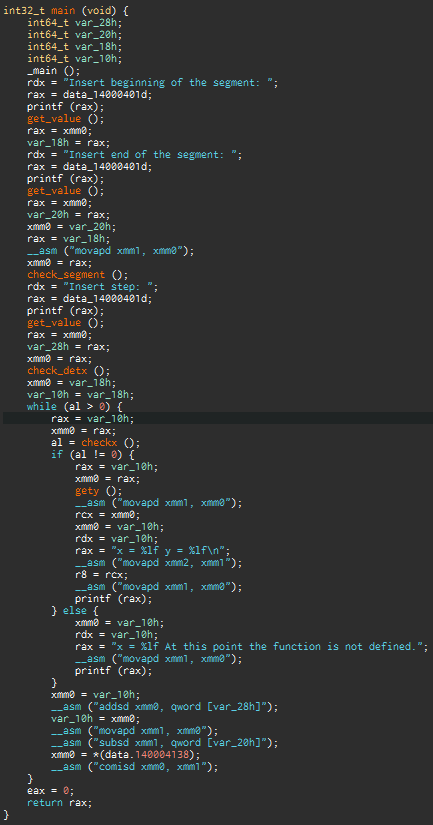 int32_t main (void) {
int64_t var_28h;
int64_t var_20h;
int64_t var_18h;
int64_t var_10h;
_main ();
rdx = "Insert beginning of the segment: ";
rax = data_14000401d;
printf (rax);
get_value ();
rax = xmm0;
var_18h = rax;
rdx = "Insert end of the segment: ";
rax = data_14000401d;
printf (rax);
get_value ();
rax = xmm0;
var_20h = rax;
xmm0 = var_20h;
rax = var_18h;
__asm ("movapd xmm1, xmm0");
xmm0 = rax;
check_segment ();
rdx = "Insert step: ";
rax = data_14000401d;
printf (rax);
get_value ();
rax = xmm0;
var_28h = rax;
xmm0 = rax;
check_detx ();
xmm0 = var_18h;
var_10h = var_18h;
while (al > 0) {
rax = var_10h;
xmm0 = rax;
al = checkx ();
if (al != 0) {
rax = var_10h;
xmm0 = rax;
gety ();
__asm ("movapd xmm1, xmm0");
rcx = xmm0;
xmm0 = var_10h;
rdx = var_10h;
rax = "x = %lf y = %lf\n";
__asm ("movapd xmm2, xmm1");
r8 = rcx;
__asm ("movapd xmm1, xmm0");
printf (rax);
} else {
xmm0 = var_10h;
rdx = var_10h;
rax = "x = %lf At this point the function is not defined.";
__asm ("movapd xmm1, xmm0");
printf (rax);
}
xmm0 = var_10h;
__asm ("addsd xmm0, qword [var_28h]");
var_10h = xmm0;
__asm ("movapd xmm1, xmm0");
__asm ("subsd xmm1, qword [var_20h]");
xmm0 = *(data.140004138);
__asm ("comisd xmm0, xmm1");
}
eax = 0;
return rax;
}